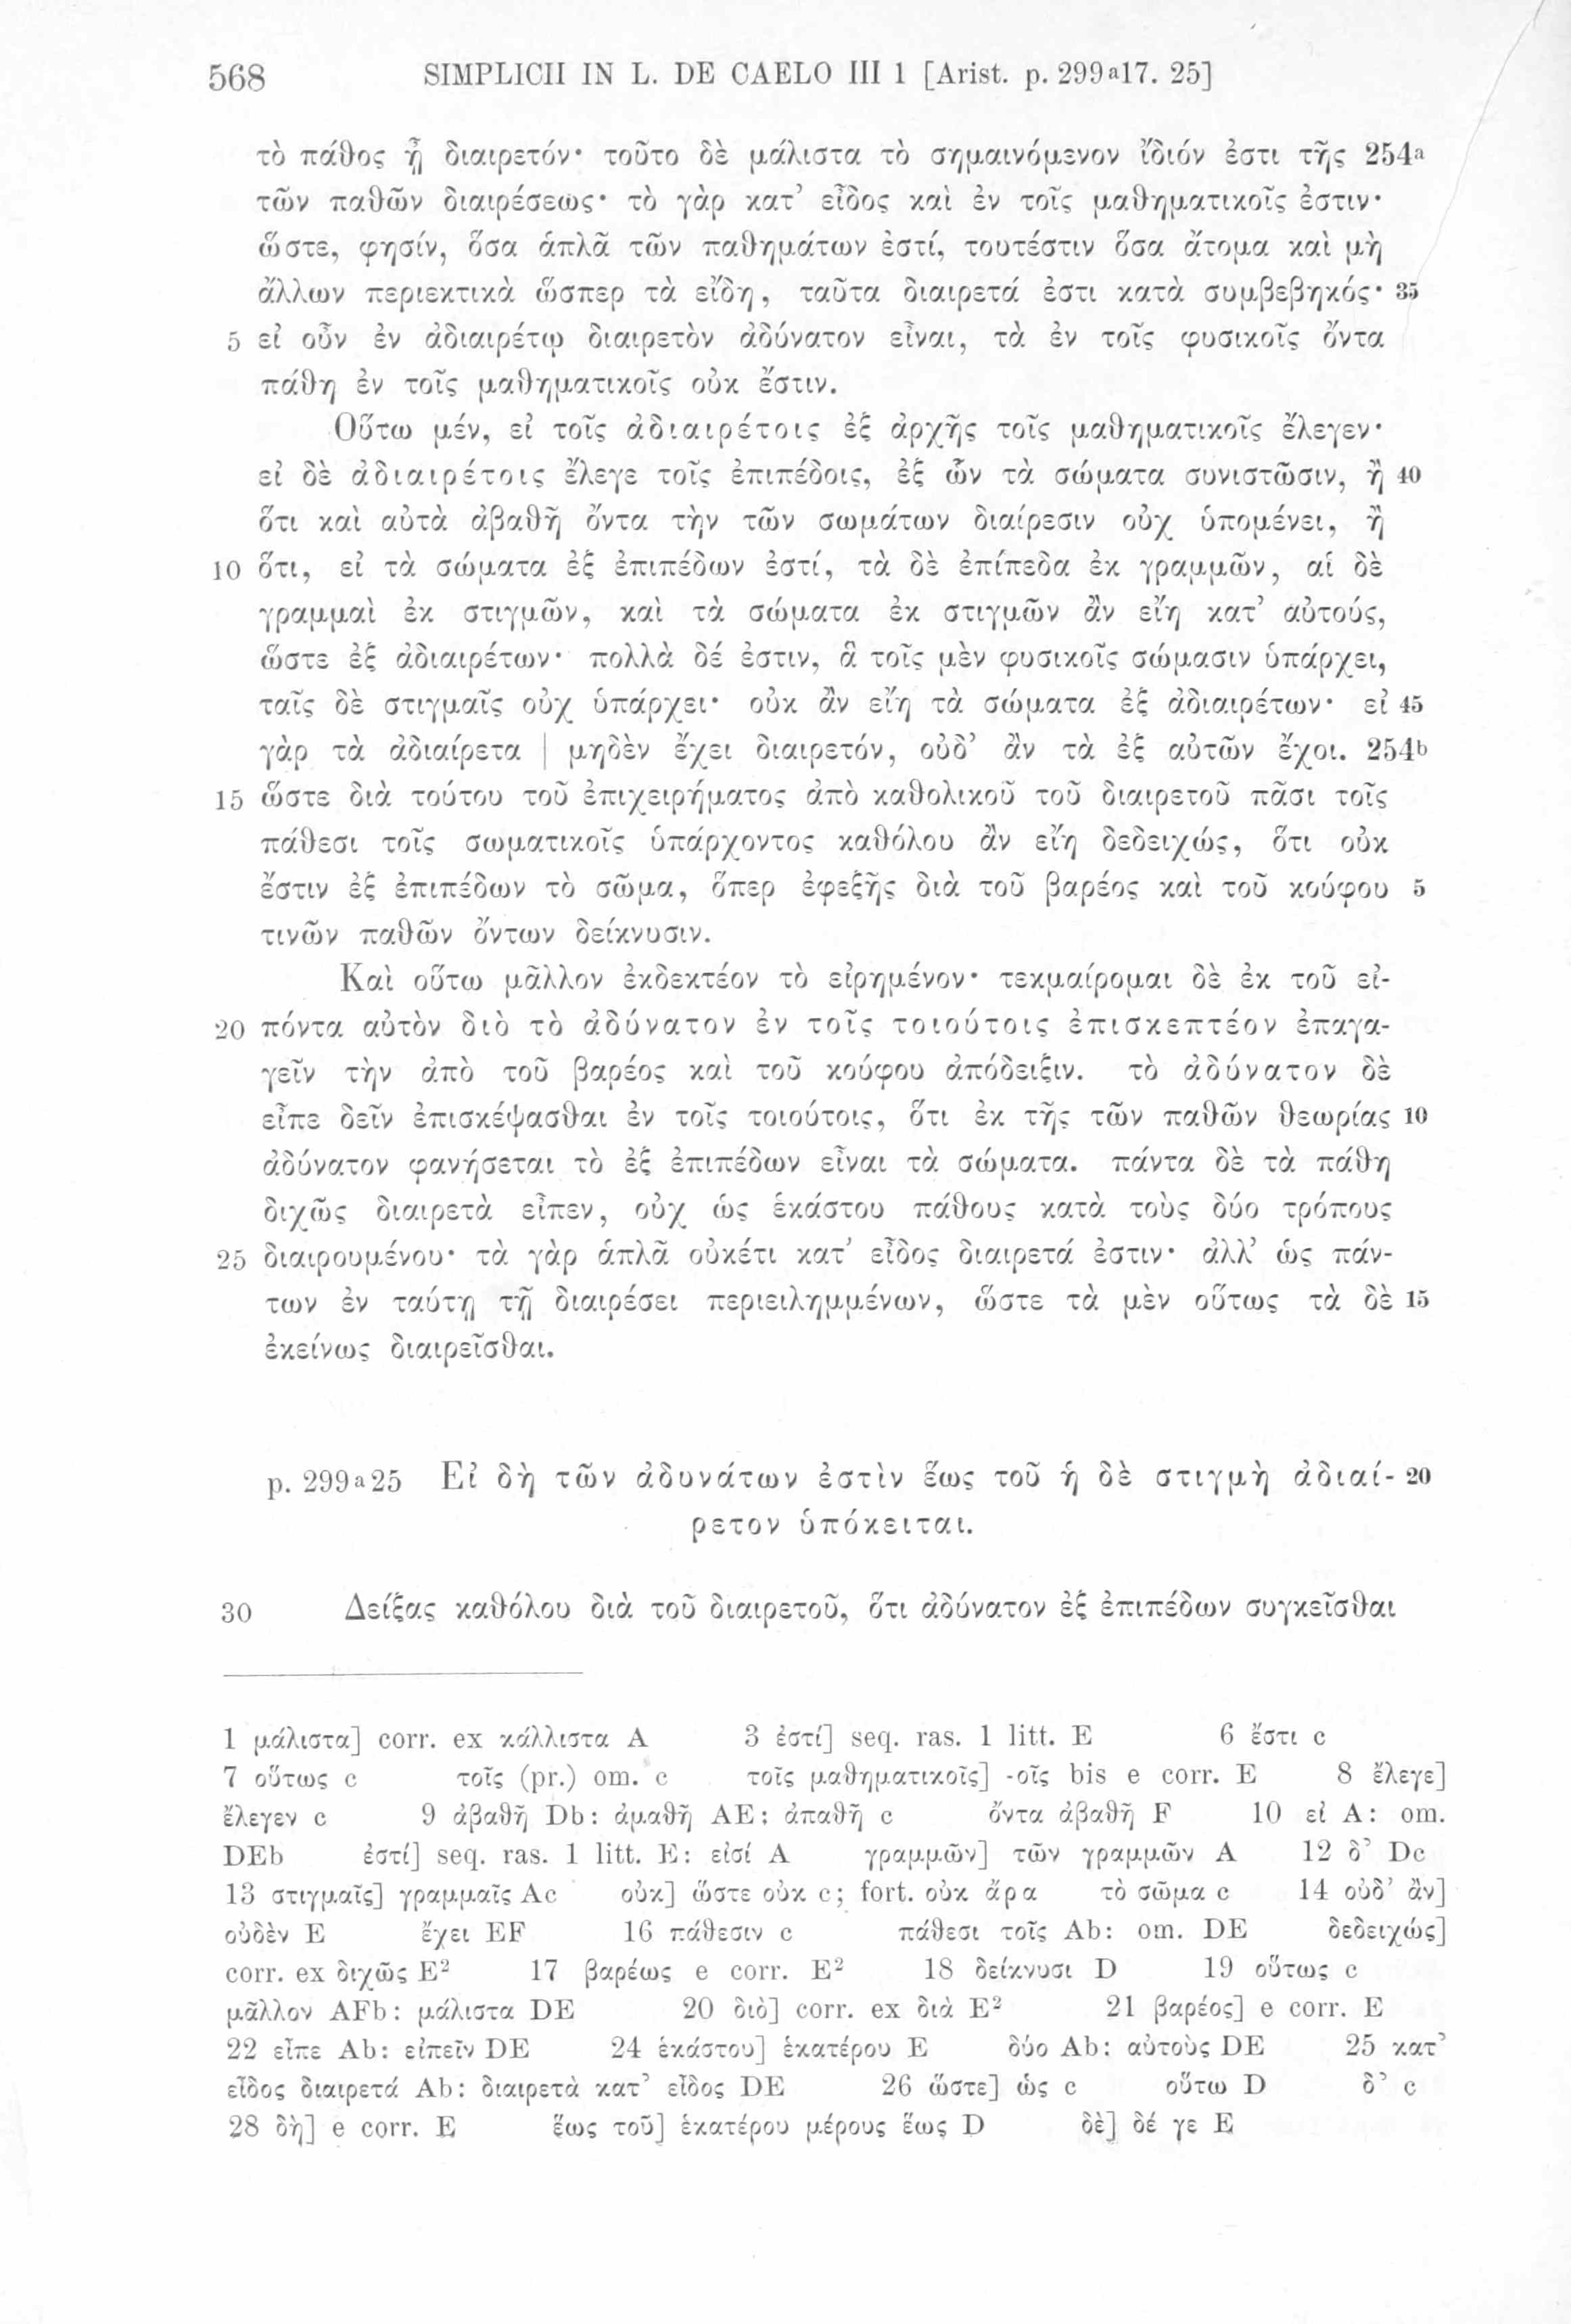 568 SIMPLICII IN L. DE CAELO III 1 [Arist. p. 299a17. 25]
τὸ πάθος ᾖ διαιρετόν· τοῦτο δὲ μάλιστα τὸ σημαινόμενον ἴδιόν ἐστι τῆς 254a
τῶν παθῶν διαιρέσεως· τὸ γὰρ κατ’ εἶδος καὶ ἐν τοῖς μαθηματικοῖς ἐστιν·
ὥστε, φησίν, ὅσα ἁπλᾶ τῶν παθημάτων ἐστί, τουτέστιν ὅσα ἄτομα καὶ μὴ
ἄλλων περιεκτικὰ ὥσπερ τὰ εἴδη, ταῦτα διαιρετά ἐστι κατὰ συμβεβηκός· 35
5 εἰ οὖν ἐν ἀδιαιρέτῳ διαιρετὸν ἀδύνατον εἶναι, τὰ ἐν τοῖς φυσικοῖς ὄντα
πάθη ἐν τοῖς μαθηματικοῖς οὐκ ἔστιν.
Οὕτω μέν, εἰ τοῖς ἀδιαιρέτοις ἐξ ἀρχῆς τοῖς μαθηματικοῖς ἔλεγεν·
εἰ δὲ ἀδιαιρέτοις ἔλεγε τοῖς ἐπιπέδοις, ἐξ ὧν τὰ σώματα συνιστῶσιν, ἢ 40
ὅτι καὶ αὐτὰ ἀβαθῆ ὄντα τὴν τῶν σωμάτων διαίρεσιν οὐχ ὑπομένει, ἢ
10 ὅτι, εἰ τὰ σώματα ἐξ ἐπιπέδων ἐστί, τὰ δὲ ἐπίπεδα ἐκ γραμμῶν, αἱ δὲ
γραμμαὶ ἐκ στιγμῶν, καὶ τὰ σώματα ἐκ στιγμῶν ἂν εἴη κατ’ αὐτούς,
ὥστε ἐξ ἀδιαιρέτων· πολλὰ δέ ἐστιν, ἃ τοῖς μὲν φυσικοῖς σώμασιν ὑπάρχει,
ταῖς δὲ στιγμαῖς οὐχ ὑπάρχει· οὐκ ἂν εἴη τὰ σώματα ἐξ ἀδιαιρέτων· εἰ 45
γὰρ τὰ ἀδιαίρετα | μηδὲν ἔχει διαιρετόν, οὐδ’ ἂν τὰ ἐξ αὐτῶν ἔχοι. 254b
15 ὥστε διὰ τούτου τοῦ ἐπιχειρήματος ἀπὸ καθολικοῦ τοῦ διαιρετοῦ πᾶσι τοῖς
πάθεσι τοῖς σωματικοῖς ὑπάρχοντος καθόλου ἂν εἴη δεδειχώς, ὅτι οὐκ
ἔστιν ἐξ ἐπιπέδων τὸ σῶμα, ὅπερ ἐφεξῆς διὰ τοῦ βαρέος καὶ τοῦ κούφου 5
τινῶν παθῶν ὄντων δείκνυσιν.
Καὶ οὕτω μᾶλλον ἐκδεκτέον τὸ εἰρημένον· τεκμαίρομαι δὲ ἐκ τοῦ εἰ-
20 πόντα αὐτὸν διὸ τὸ ἀδύνατον ἐν τοῖς τοιούτοις ἐπισκεπτέον ἐπαγα-
γεῖν τὴν ἀπὸ τοῦ βαρέος καὶ τοῦ κούφου ἀπόδειξιν. τὸ ἀδύνατον δὲ
εἶπε δεῖν ἐπισκέψασθαι ἐν τοῖς τοιούτοις, ὅτι ἐκ τῆς τῶν παθῶν θεωρίας 10
ἀδύνατον φανήσεται τὸ ἐξ ἐπιπέδων εἶναι τὰ σώματα. πάντα δὲ τὰ πάθη
διχῶς διαιρετὰ εἶπεν, οὐχ ὡς ἑκάστου πάθους κατὰ τοὺς δύο τρόπους
25 διαιρουμένου· τὰ γὰρ ἁπλᾶ οὐκέτι κατ’ εἶδος διαιρετά ἐστιν· ἀλλ’ ὡς πάν-
των ἐν ταύτῃ τῇ διαιρέσει περιειλημμένων, ὥστε τὰ μὲν οὕτως τὰ δὲ 15
ἐκείνως διαιρεῖσθαι.
p. 299a25 Εἰ δὴ τῶν ἀδυνάτων ἐστὶν ἕως τοῦ ἡ δὲ στιγμὴ ἀδιαί- 20
ρετον ὑπόκειται.
30 Δείξας καθόλου διὰ τοῦ διαιρετοῦ, ὅτι ἀδύνατον ἐξ ἐπιπέδων συγκεῖσθαι
1 μάλιστα] corr. ex κάλλιστα A 3 ἐστί] seq. ras. 1 litt. E 6 ἔστι c
7 οὕτως c τοῖς (pr.) om. c τοῖς μαθηματικοῖς] -οῖς bis e corr. E 8 ἔλεγε]
ἔλεγεν c 9 ἀβαθῆ Db: ἀμαθῆ AE: ἀπαθῆ c ὄντα ἀβαθῆ F 10 εἰ A: om.
DEb ἐστί] seq. ras. 1 litt. E: εἰσί A γραμμῶν] τῶν γραμμῶν A 12 δ’ Dc
13 στιγμαῖς] γραμμαῖς Ac οὐκ] ὥστε οὐκ c; fort. οὐκ ἄρα τὸ σῶμα c 14 οὐδ’ ἂν]
οὐδὲν E ἔχει EF 16 πάθεσιν c πάθεσι τοῖς Ab: om. DE δεδειχώς]
corr. ex διχῶς E² 17 βαρέως e corr. E² 18 δείκνυσι D 19 οὕτως c
μᾶλλον AFb: μάλιστα DE 20 διὸ] corr. ex διὰ E² 21 βαρέος] e corr. E
22 εἶπε Ab: εἰπεῖν DE 24 ἑκάστου] ἑκατέρου E δύο Ab: αὐτοὺς DE 25 κατ’
εἶδος διαιρετά Ab: διαιρετὰ κατ’ εἶδος DE 26 ὥστε] ὡς c οὕτω D δ’ c
28 δὴ] e corr. E ἕως τοῦ] ἑκατέρου μέρους ἕως D δὲ] δέ γε E